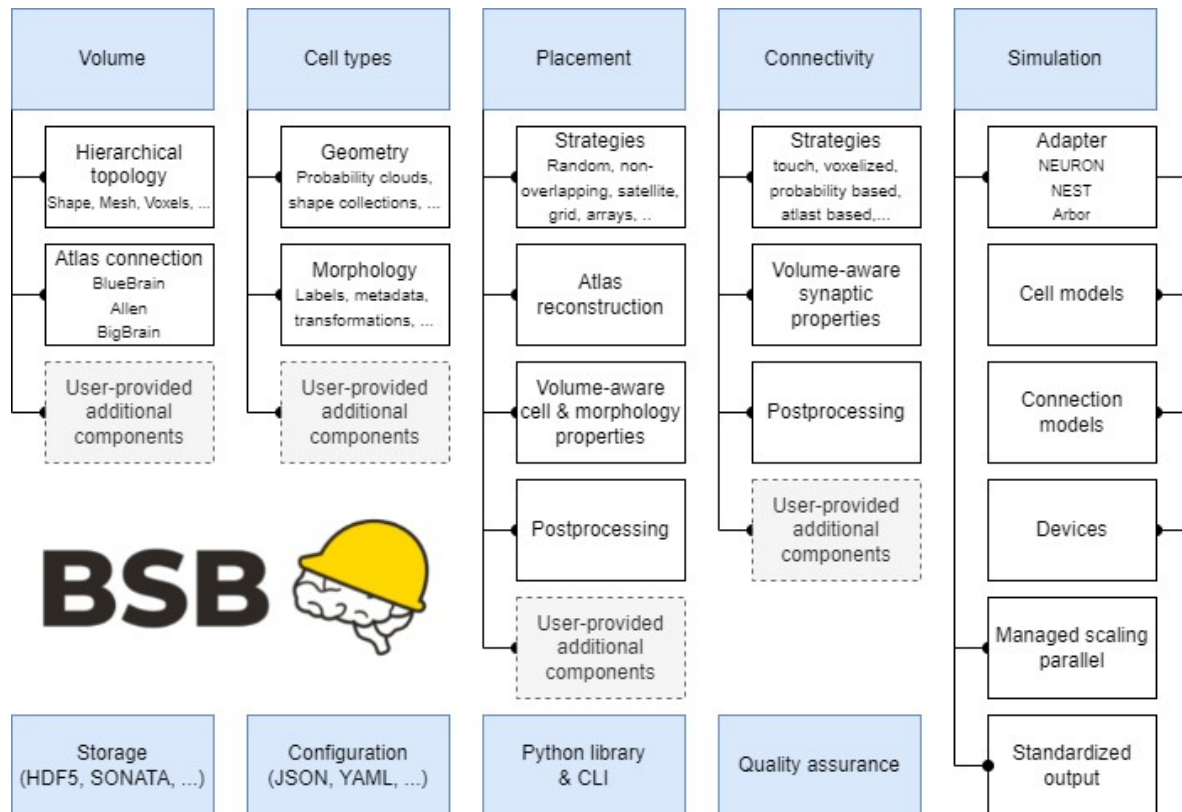 Volume
Hierarchical
topology
Shape, Mesh, Voxels, ...
Atlas connection
BlueBrain
Allen
BigBrain
User-provided
additional
components
Cell types
Geometry
Probability clouds,
shape collections, ...
Morphology
Labels, metadata,
transformations, ...
User-provided
additional
components
Placement
Strategies
Random, non-
overlapping, satellite,
grid, arrays, ..
Atlas
reconstruction
Volume-aware
cell & morphology
properties
Postprocessing
User-provided
additional
components
Connectivity
Strategies
touch, voxelized,
probability based,
atlast based,...
Volume-aware
synaptic
properties
Postprocessing
User-provided
additional
components
Simulation
Adapter
NEURON
NEST
Arbor
Cell models
Connection
models
Devices
Managed scaling
parallel
Standardized
output
BSB
Storage
(HDF5, SONATA, ...)
Configuration
(JSON, YAML, ...)
Python library
& CLI
Quality assurance